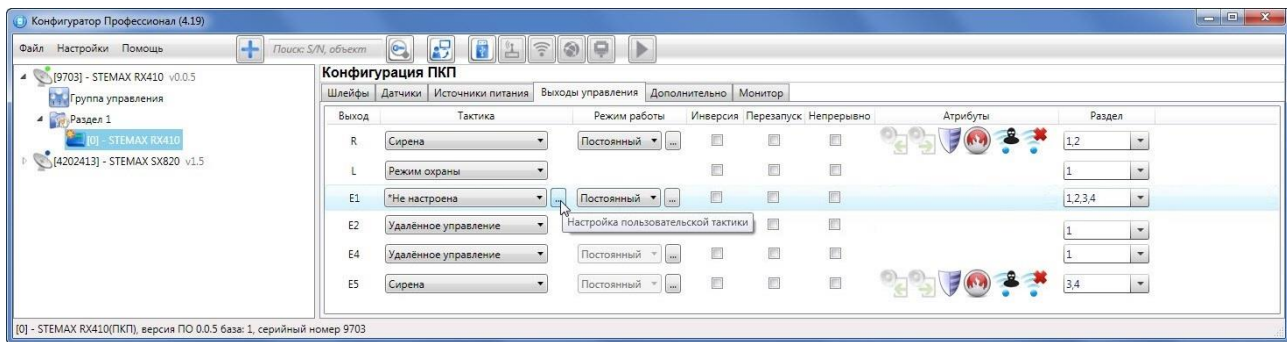 Конфигуратор Профессионал (4.19)
Файл Настройки Помощь Поиск: S/N, объект
[9703] - STEMAX RX410 v0.0.5
Группа управления
Раздел 1
[0] - STEMAX RX410
[4202413] - STEMAX SX820 v1.5
Конфигурация ПКП
Шлейфы Датчики Источники питания Выходы управления Дополнительно Монитор
Выход Тактика Режим работы Инверсия Перезапуск Непрерывно Атрибуты Раздел
R Сирена Постоянный ... 1,2
L Режим охраны 1
E1 *Не настроена ... Постоянный ... 1,2,3,4
Настройка пользовательской тактики
E2 Удалённое управление 1
E4 Удалённое управление Постоянный ... 1
E5 Сирена Постоянный ... 3,4
[0] - STEMAX RX410(ПКП), версия ПО 0.0.5 база: 1, серийный номер 9703